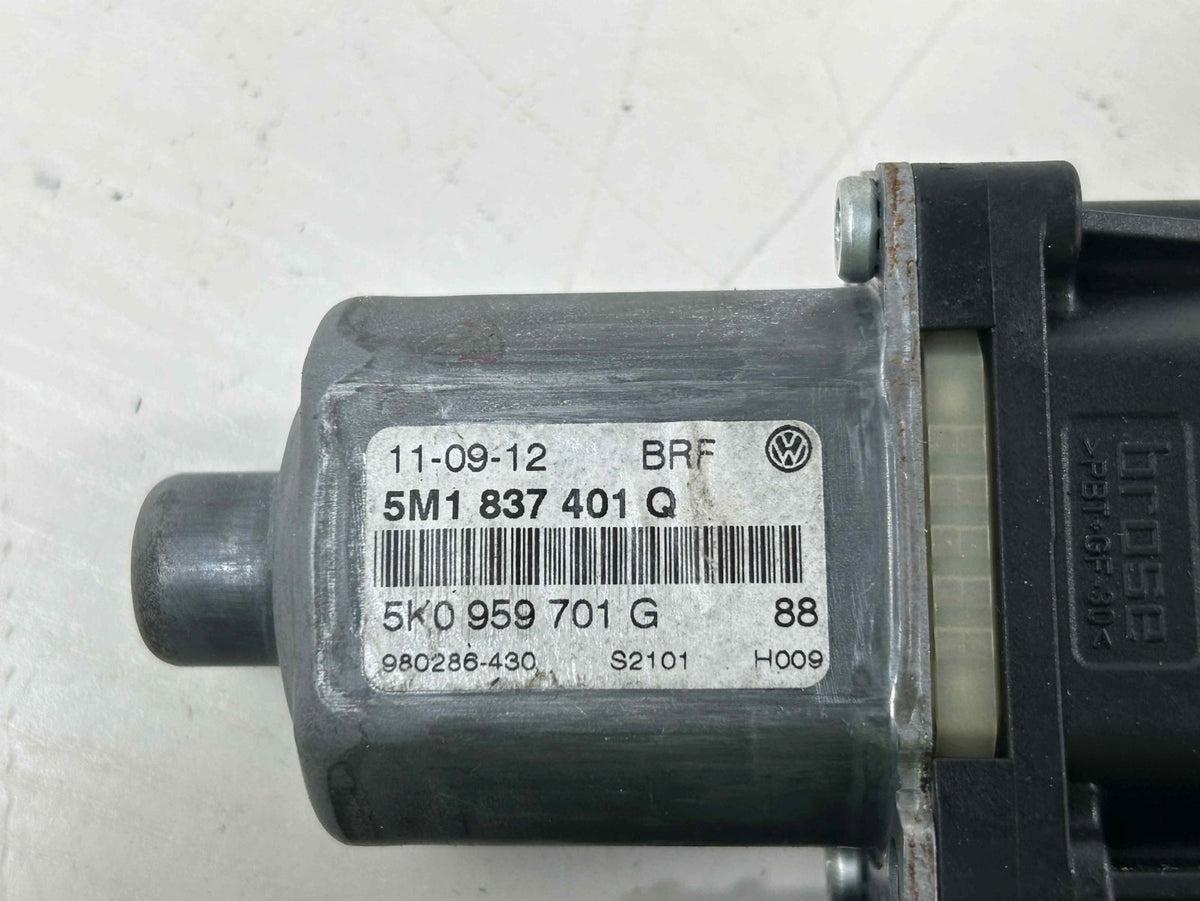 11-09-12 BRF
5M1 837 401 Q
5K0 959 701 G 88
980286-430 S2101 H009
brose
>PBT-GF30<